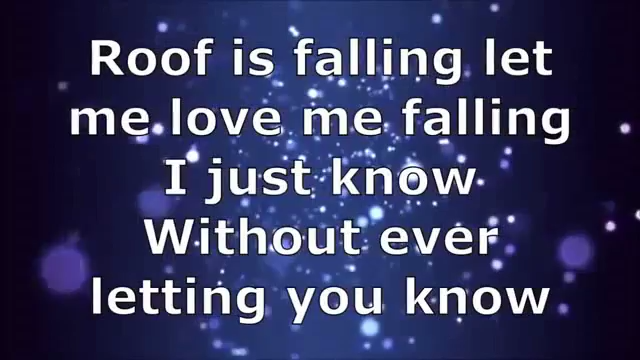 Roof is falling let
me love me falling
I just know
Without ever
letting you know